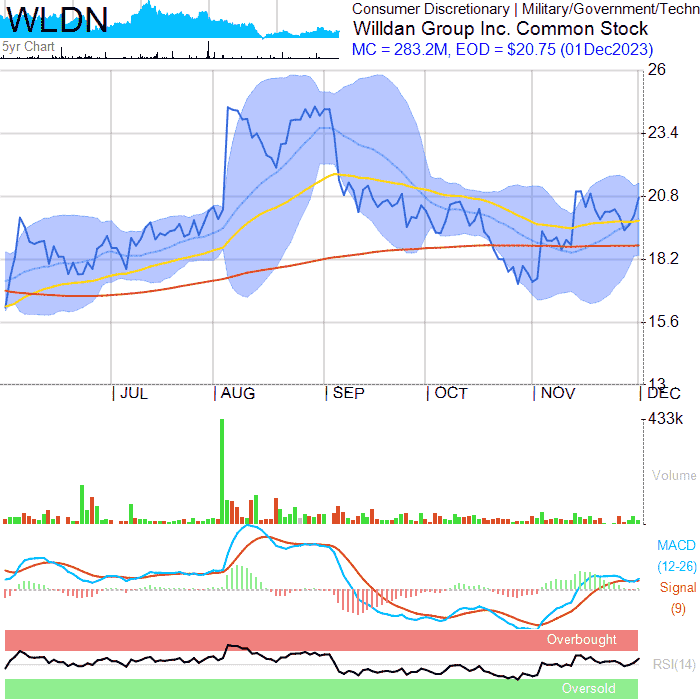 WLDN
5yr Chart
Consumer Discretionary | Military/Government/Techn
Willdan Group Inc. Common Stock
MC = 283.2M, EOD = $20.75 (01Dec2023)
26
23.4
20.8
18.2
15.6
13
JUL AUG SEP OCT NOV DEC
433k
Volume
MACD
(12-26)
Signal
(9)
Overbought
RSI(14)
Oversold